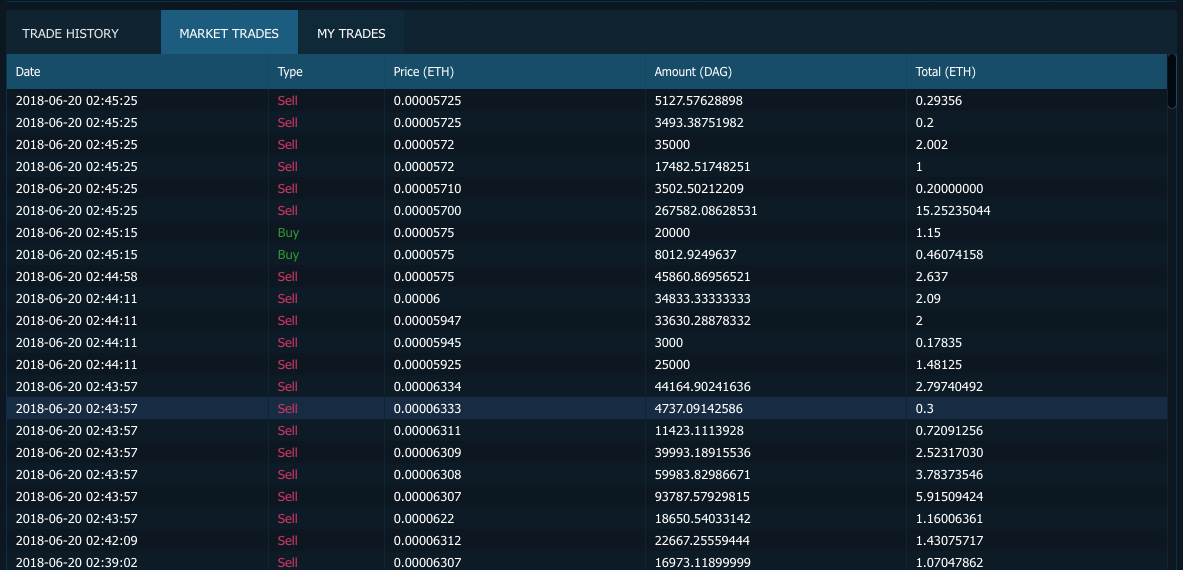 TRADE HISTORY MARKET TRADES MY TRADES
Date Type Price (ETH) Amount (DAG) Total (ETH)
2018-06-20 02:45:25 Sell 0.00005725 5127.57628898 0.29356
2018-06-20 02:45:25 Sell 0.00005725 3493.38751982 0.2
2018-06-20 02:45:25 Sell 0.0000572 35000 2.002
2018-06-20 02:45:25 Sell 0.0000572 17482.51748251 1
2018-06-20 02:45:25 Sell 0.00005710 3502.50212209 0.20000000
2018-06-20 02:45:25 Sell 0.00005700 267582.08628531 15.25235044
2018-06-20 02:45:15 Buy 0.0000575 20000 1.15
2018-06-20 02:45:15 Buy 0.0000575 8012.9249637 0.46074158
2018-06-20 02:44:58 Sell 0.0000575 45860.86956521 2.637
2018-06-20 02:44:11 Sell 0.00006 34833.33333333 2.09
2018-06-20 02:44:11 Sell 0.00005947 33630.28878332 2
2018-06-20 02:44:11 Sell 0.00005945 3000 0.17835
2018-06-20 02:44:11 Sell 0.00005925 25000 1.48125
2018-06-20 02:43:57 Sell 0.00006334 44164.90241636 2.79740492
2018-06-20 02:43:57 Sell 0.00006333 4737.09142586 0.3
2018-06-20 02:43:57 Sell 0.00006311 11423.1113928 0.72091256
2018-06-20 02:43:57 Sell 0.00006309 39993.18915536 2.52317030
2018-06-20 02:43:57 Sell 0.00006308 59983.82986671 3.78373546
2018-06-20 02:43:57 Sell 0.00006307 93787.57929815 5.91509424
2018-06-20 02:43:57 Sell 0.0000622 18650.54033142 1.16006361
2018-06-20 02:42:09 Sell 0.00006312 22667.25559444 1.43075717
2018-06-20 02:39:02 Sell 0.00006307 16973.11899999 1.07047862